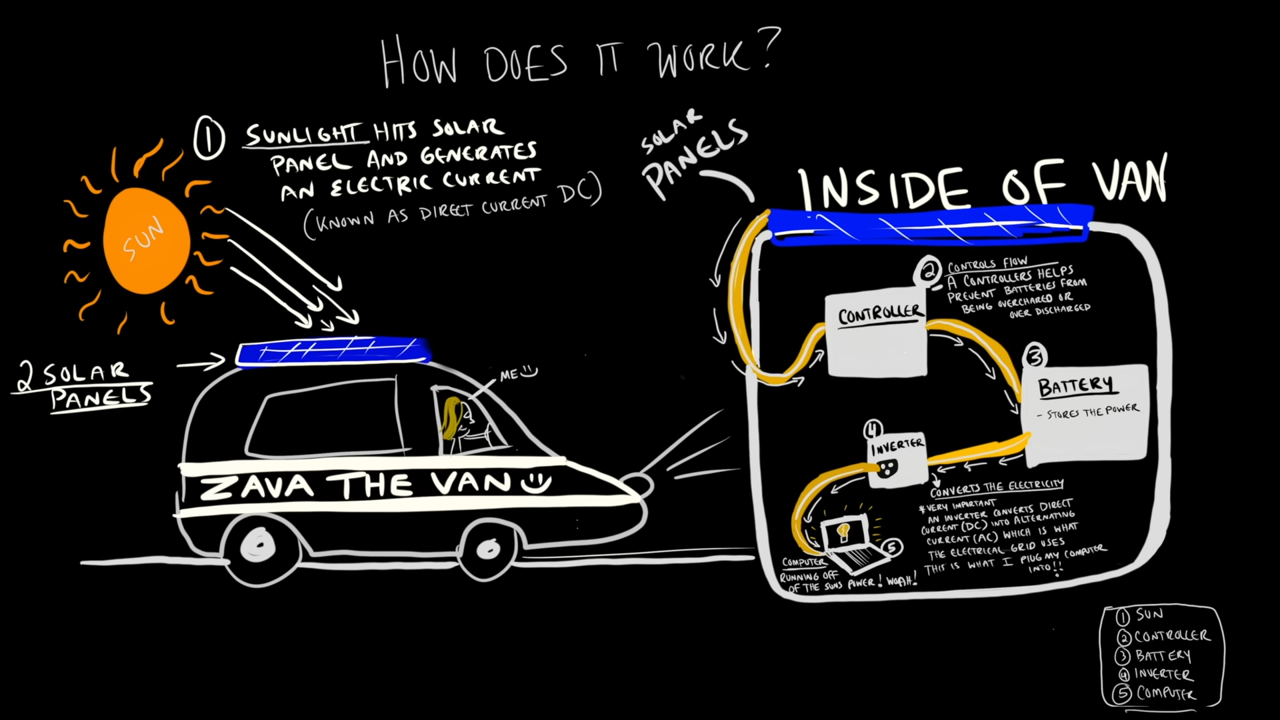 HOW DOES IT WORK?
① SUNLIGHT HITS SOLAR
PANEL AND GENERATES
AN ELECTRIC CURRENT
(KNOWN AS DIRECT CURRENT DC)
SUN
2 SOLAR
PANELS
ME
ZAVA THE VAN
SOLAR
PANELS
INSIDE OF VAN
CONTROLLER
② CONTROLS FLOW
A CONTROLLERS HELPS
PREVENT BATTERIES FROM
BEING OVERCHARED OR
OVER DISCHARGED
③
BATTERY
- STORES THE POWER
④
INVERTER
CONVERTS THE ELECTRICITY
* VERY IMPORTANT
AN INVERTER CONVERTS DIRECT
CURRENT (DC) INTO ALTERNATING
CURRENT (AC) WHICH IS WHAT
THE ELECTRICAL GRID USES
THIS IS WHAT I PLUG MY COMPUTER
INTO!!
⑤
COMPUTER
RUNNING OFF
OF THE SUNS POWER! WOAH!
① SUN
② CONTROLLER
③ BATTERY
④ INVERTER
⑤ COMPUTER